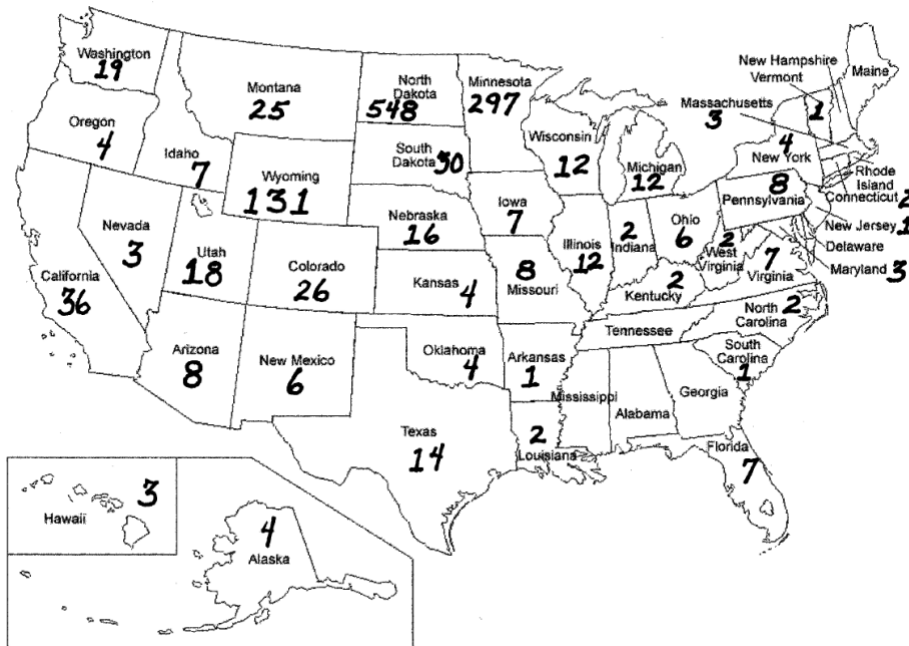 Washington
19
Oregon
4
California
36
Nevada
3
Idaho
7
Montana
25
Wyoming
131
Utah
18
Arizona
8
Colorado
26
New Mexico
6
North
Dakota
548
South
Dakota 30
Nebraska
16
Kansas 4
Oklahoma
4
Texas
14
Minnesota
297
Iowa
7
8
Missouri
Arkansas
1
2
Louisiana
Wisconsin
12
Illinois
12
Michigan
12
2
Indiana
Ohio
6
2
Kentucky
Tennessee
Mississippi
Alabama
Georgia
Florida
7
South
Carolina
1
North 2
Carolina
7
Virginia
2
West
Virginia
8
Pennsylvania
4
New York
New Hampshire
Vermont
1
Maine
Massachusetts
3
Rhode
Island
Connecticut 2
New Jersey 1
Delaware
Maryland 3
Hawaii
3
4
Alaska